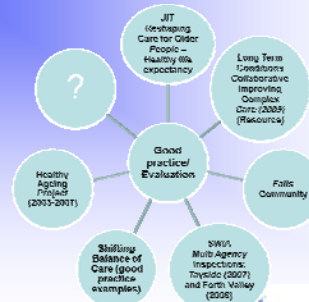 JIT
Reshaping
Care for Older
People –
Healthy life
expectancy
?
Long Term
Conditions
Collaborative
Improving
Complex
Care (2009)
(Resource)
Good
practice/
Evaluation
Healthy
Ageing
Project
(2003-2007)
Falls
Community
Shifting
Balance of
Care (good
practice
examples)
SWIA
Multi Agency
Inspections:
Tayside (2007)
and Forth Valley
(2008)